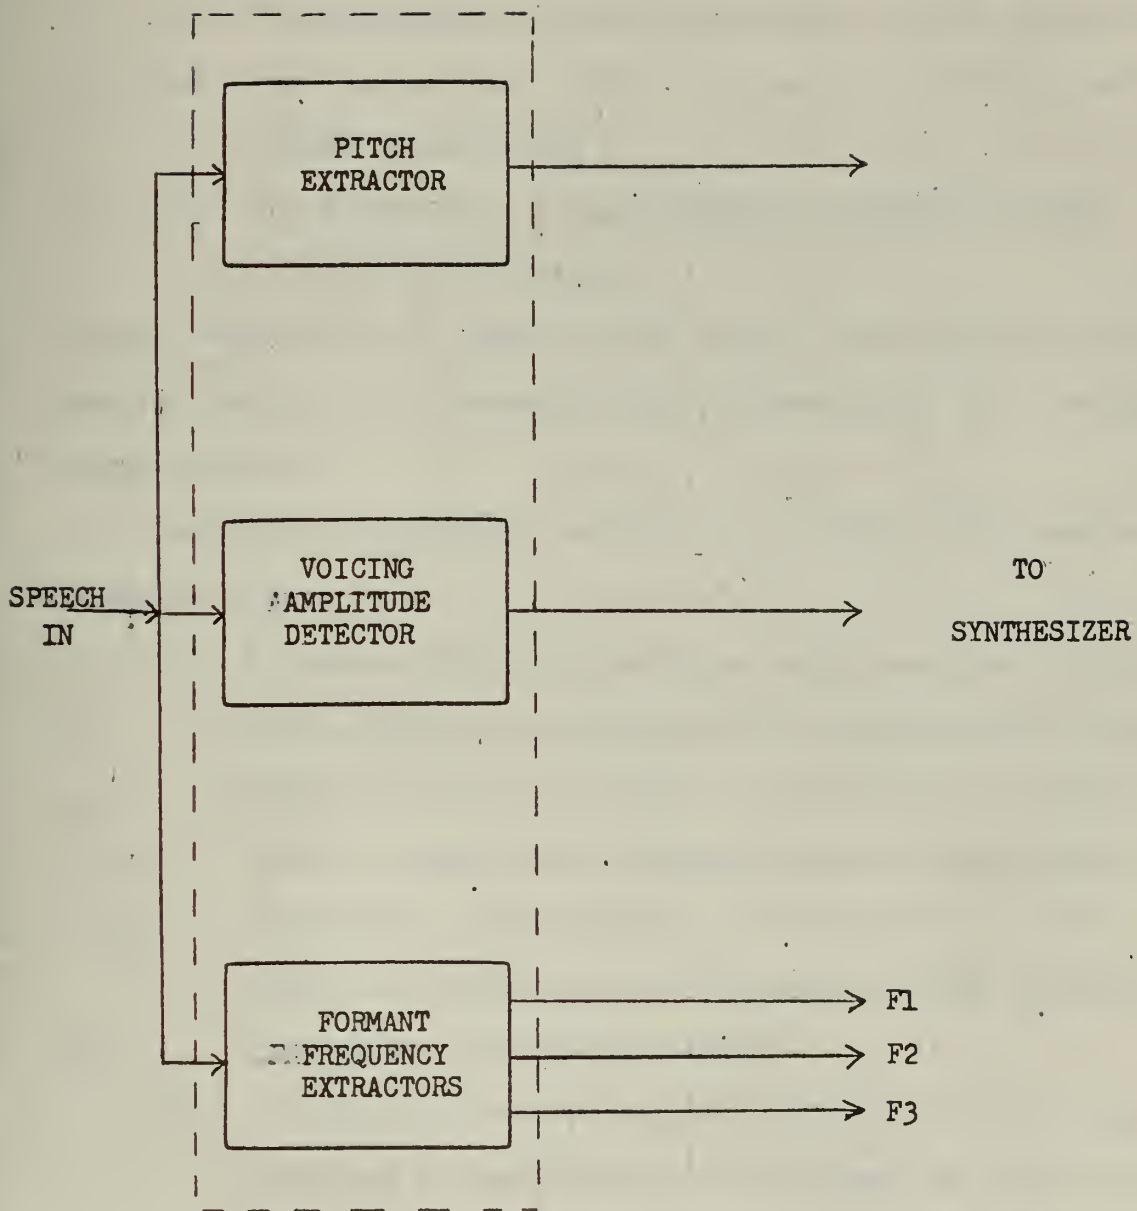 PITCH
EXTRACTOR
SPEECH
IN
VOICING
AMPLITUDE
DETECTOR
TO
SYNTHESIZER
FORMANT
FREQUENCY
EXTRACTORS
F1
F2
F3